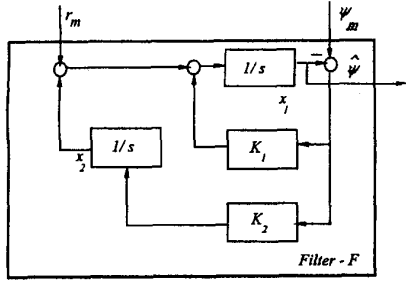 r_m
ψ_m
− ψ̂
1/s
x_1
1/s
x_2
K_1
K_2
Filter - F